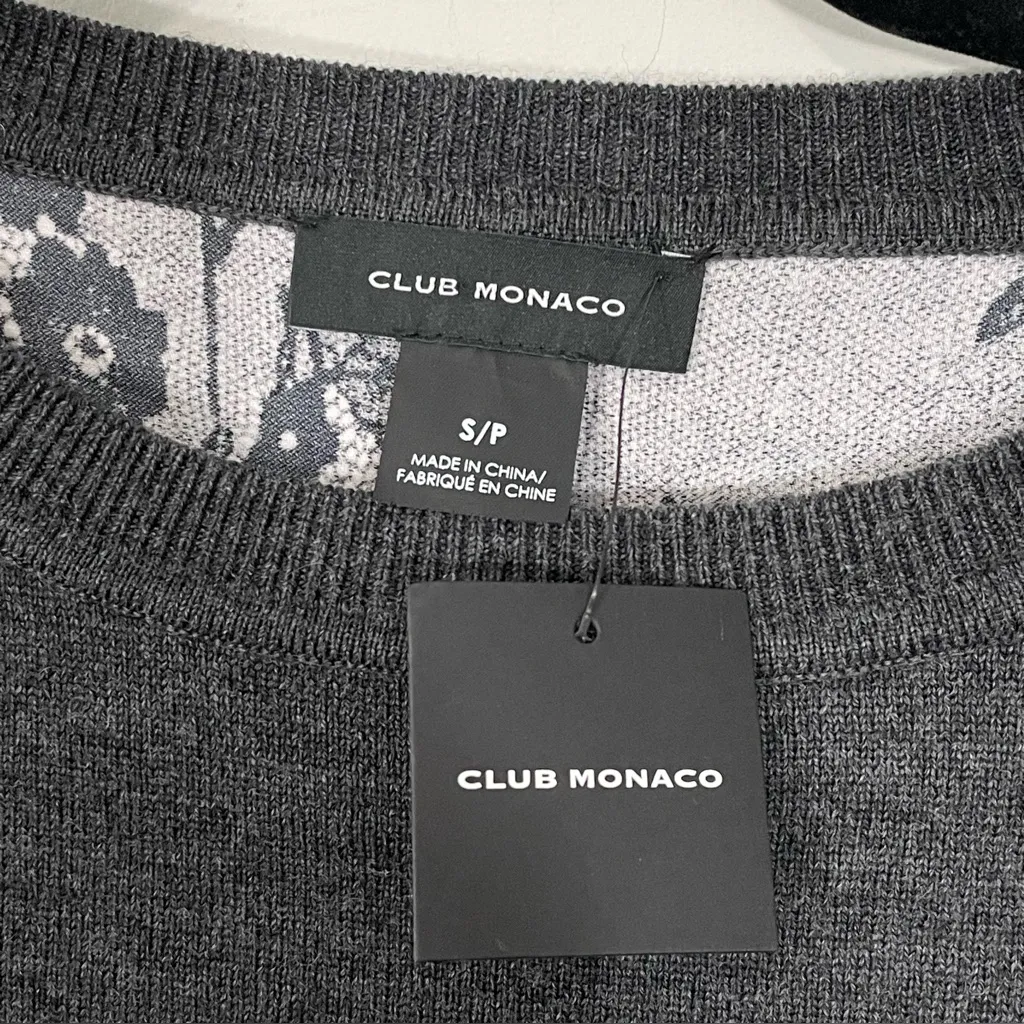 CLUB MONACO
S/P
MADE IN CHINA/
FABRIQUÉ EN CHINE
CLUB MONACO